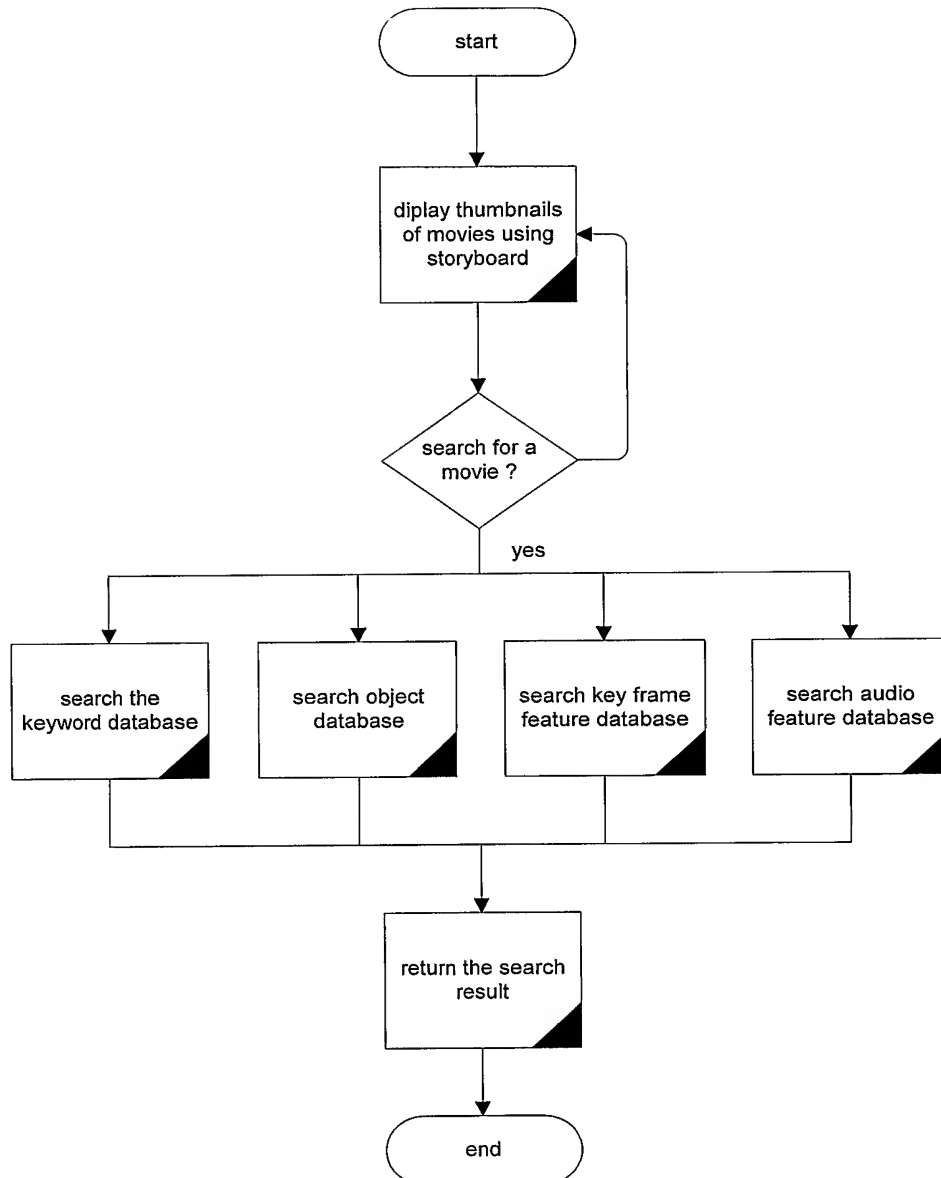 start
diplay thumbnails
of movies using
storyboard
search for a
movie ?
yes
search the
keyword database
search object
database
search key frame
feature database
search audio
feature database
return the search
result
end